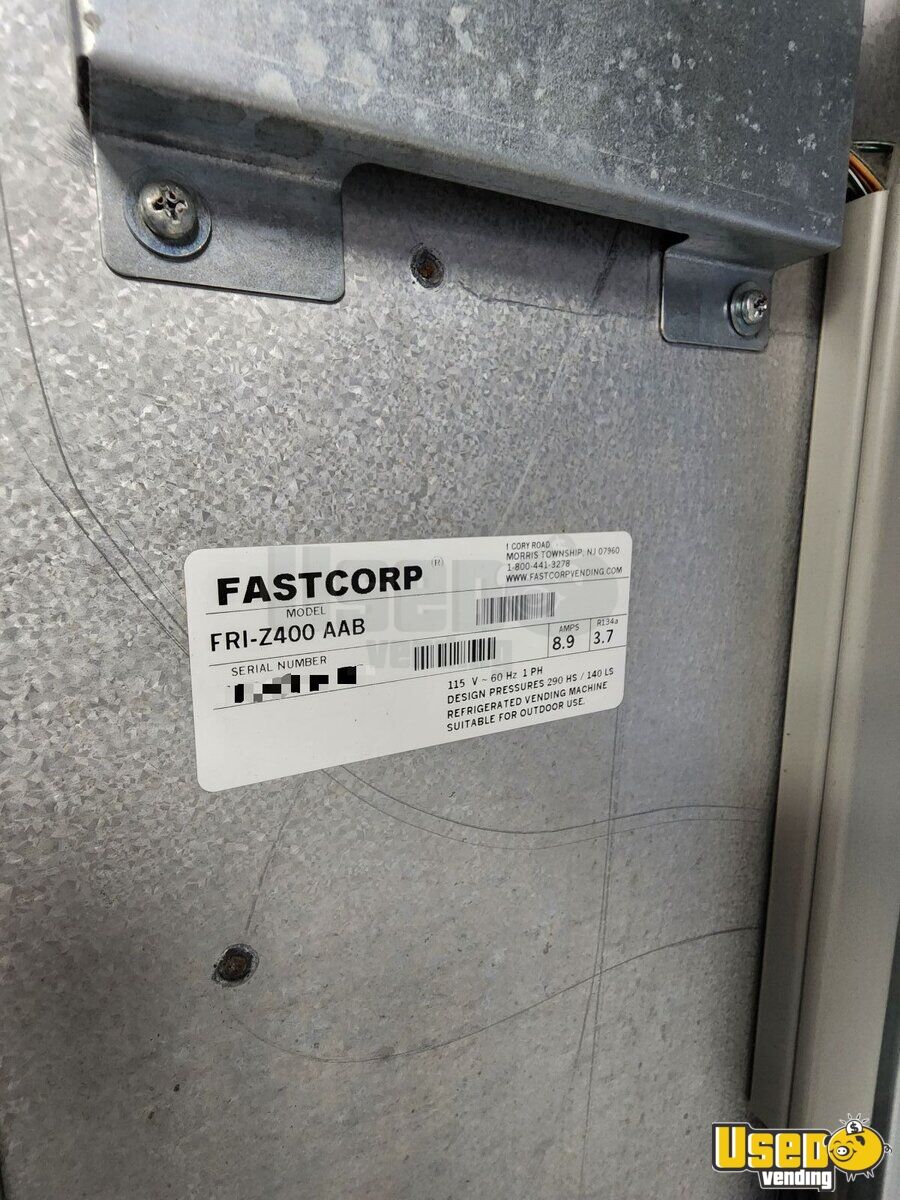 FASTCORP ®
1 CORY ROAD
MORRIS TOWNSHIP, NJ 07960
1-800-441-3278
WWW.FASTCORPVENDING.COM
MODEL
FRI-Z400 AAB
SERIAL NUMBER
AMPS
8.9
R134a
3.7
115 V ~ 60 Hz 1 PH
DESIGN PRESSURES 290 HS / 140 LS
REFRIGERATED VENDING MACHINE
SUITABLE FOR OUTDOOR USE.
Used
vending
USED
vending